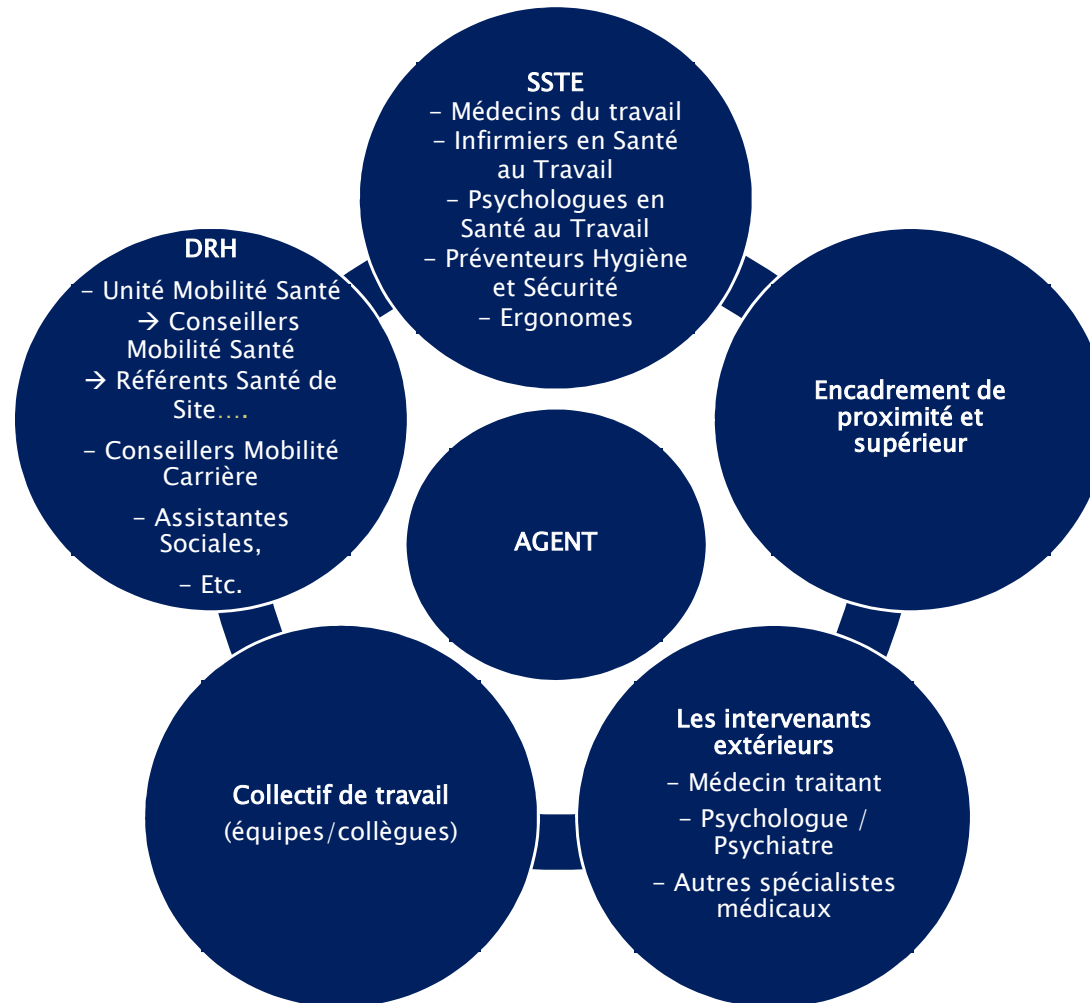 SSTE
– Médecins du travail
– Infirmiers en Santé
au Travail
– Psychologues en
Santé au Travail
– Préventeurs Hygiène
et Sécurité
– Ergonomes
DRH
– Unité Mobilité Santé
→ Conseillers
Mobilité Santé
→ Référents Santé de
Site….
– Conseillers Mobilité
Carrière
– Assistantes
Sociales,
– Etc.
Encadrement de
proximité et
supérieur
AGENT
Collectif de travail
(équipes/collègues)
Les intervenants
extérieurs
– Médecin traitant
– Psychologue /
Psychiatre
– Autres spécialistes
médicaux